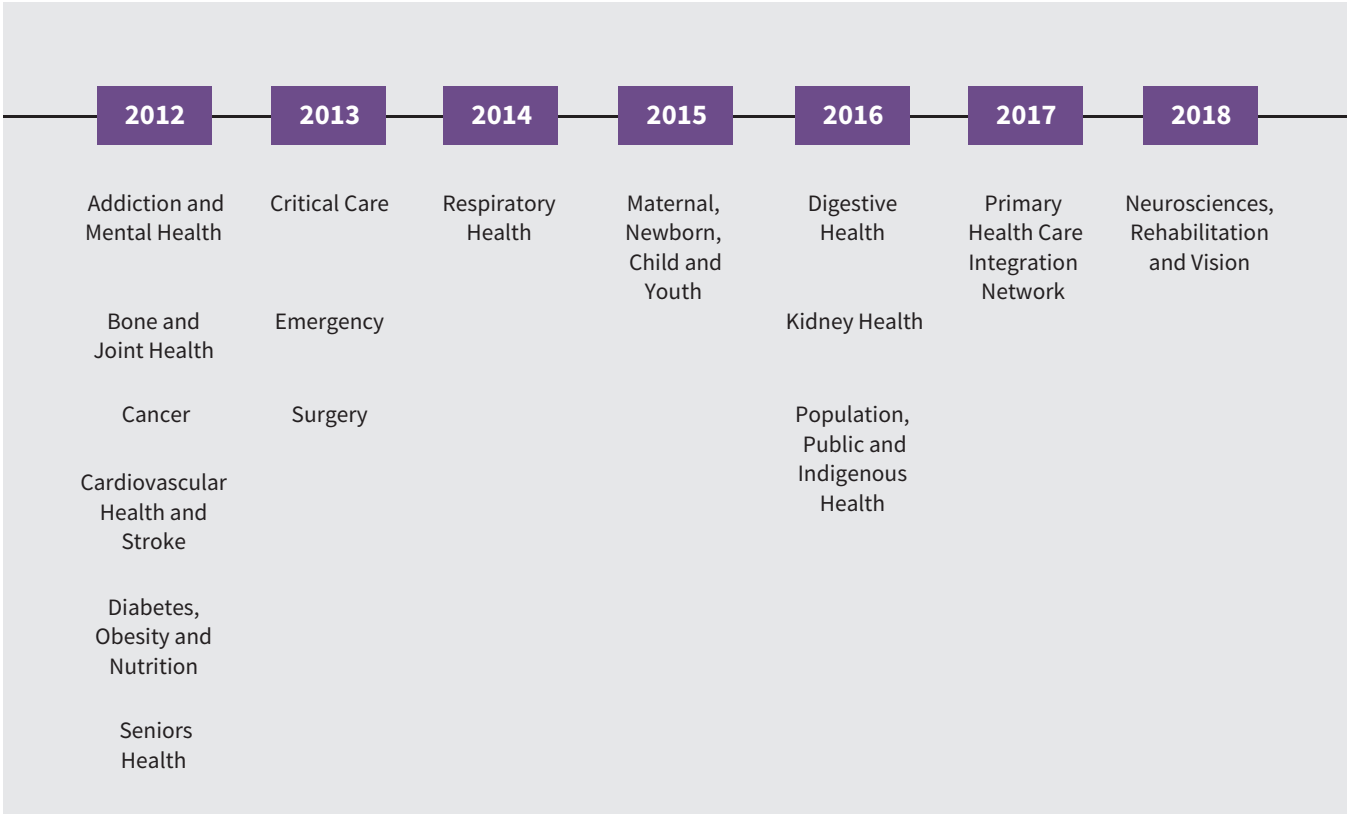 2012
2013
2014
2015
2016
2017
2018
Addiction and
Mental Health
Bone and
Joint Health
Cancer
Cardiovascular
Health and
Stroke
Diabetes,
Obesity and
Nutrition
Seniors
Health
Critical Care
Emergency
Surgery
Respiratory
Health
Maternal,
Newborn,
Child and
Youth
Digestive
Health
Kidney Health
Population,
Public and
Indigenous
Health
Primary
Health Care
Integration
Network
Neurosciences,
Rehabilitation
and Vision